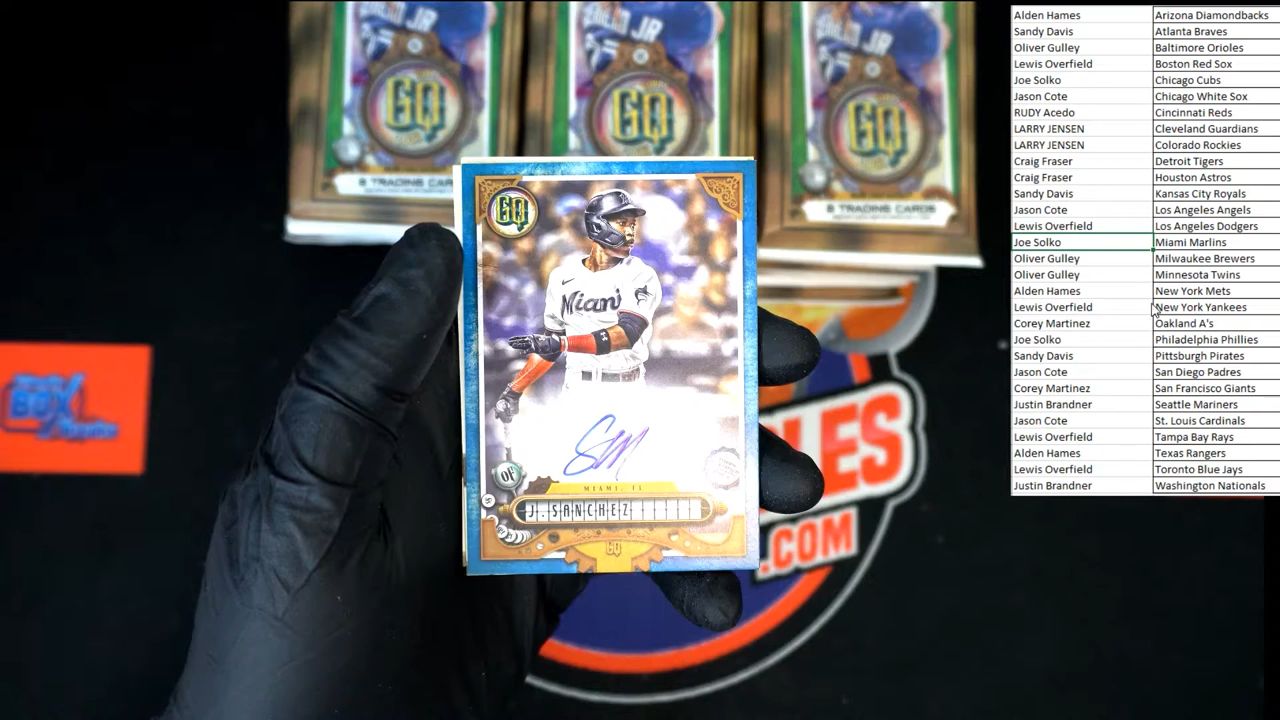 GQ
GQ
GQ
8 TRADING CARDS
GQ
Miami
OF
MIAMI, FL
J. SANCHEZ
GQ
.COM
Alden Hames Arizona Diamondbacks
Sandy Davis Atlanta Braves
Oliver Gulley Baltimore Orioles
Lewis Overfield Boston Red Sox
Joe Solko Chicago Cubs
Jason Cote Chicago White Sox
RUDY Acedo Cincinnati Reds
LARRY JENSEN Cleveland Guardians
LARRY JENSEN Colorado Rockies
Craig Fraser Detroit Tigers
Craig Fraser Houston Astros
Sandy Davis Kansas City Royals
Jason Cote Los Angeles Angels
Lewis Overfield Los Angeles Dodgers
Joe Solko Miami Marlins
Oliver Gulley Milwaukee Brewers
Oliver Gulley Minnesota Twins
Alden Hames New York Mets
Lewis Overfield New York Yankees
Corey Martinez Oakland A's
Joe Solko Philadelphia Phillies
Sandy Davis Pittsburgh Pirates
Jason Cote San Diego Padres
Corey Martinez San Francisco Giants
Justin Brandner Seattle Mariners
Jason Cote St. Louis Cardinals
Lewis Overfield Tampa Bay Rays
Alden Hames Texas Rangers
Lewis Overfield Toronto Blue Jays
Justin Brandner Washington Nationals